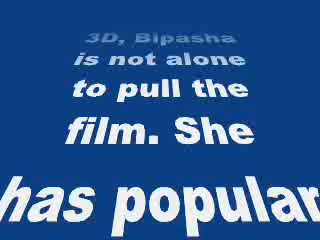 3D, Bipasha
is not alone
to pull the
film. She
has popular